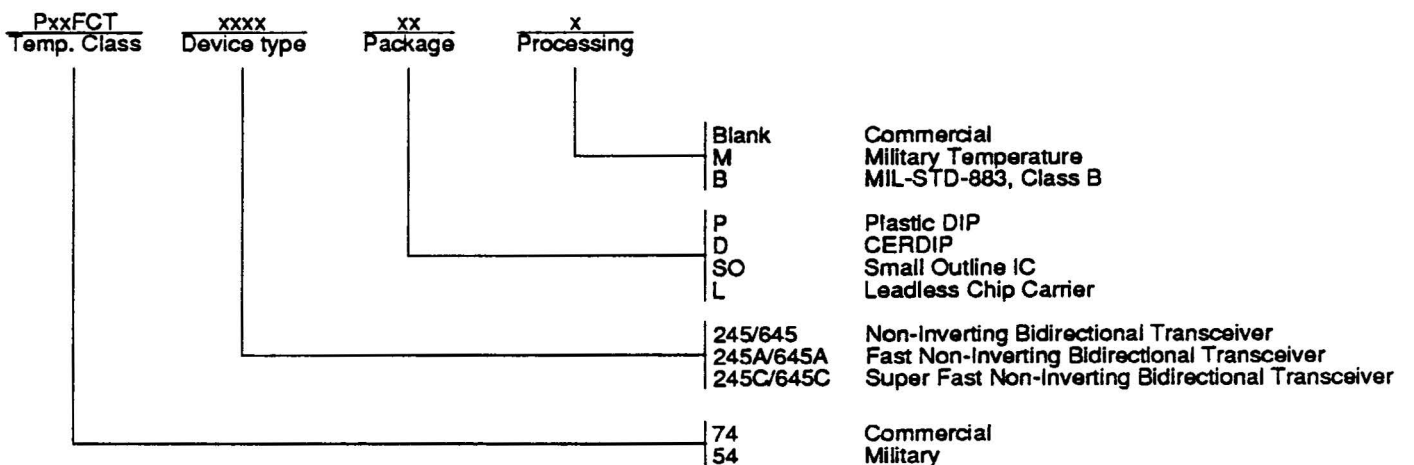 PxxFCT xxxx xx x
Temp. Class Device type Package Processing
Blank Commercial
M Military Temperature
B MIL-STD-883, Class B
P Plastic DIP
D CERDIP
SO Small Outline IC
L Leadless Chip Carrier
245/645 Non-Inverting Bidirectional Transceiver
245A/645A Fast Non-Inverting Bidirectional Transceiver
245C/645C Super Fast Non-Inverting Bidirectional Transceiver
74 Commercial
54 Military